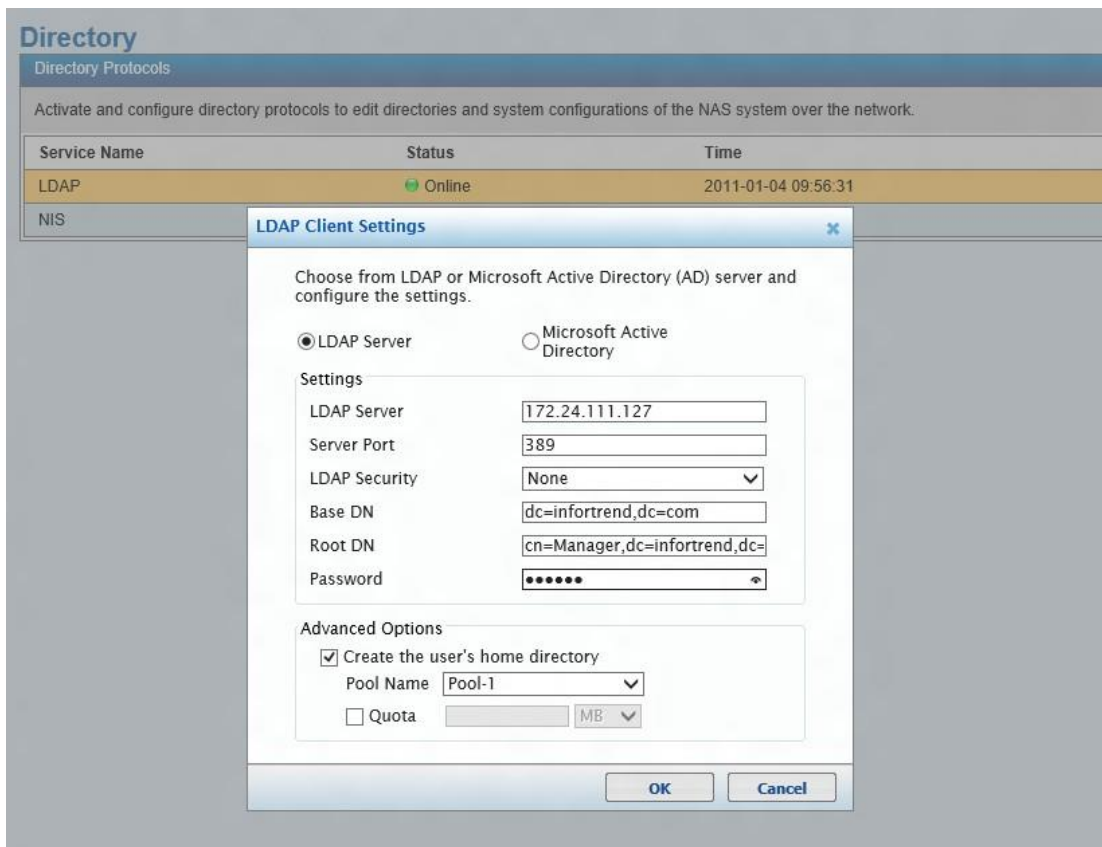 Directory
Directory Protocols
Activate and configure directory protocols to edit directories and system configurations of the NAS system over the network.
Service Name Status Time
LDAP Online 2011-01-04 09:56:31
NIS
LDAP Client Settings
Choose from LDAP or Microsoft Active Directory (AD) server and
configure the settings.
LDAP Server
Microsoft Active
Directory
Settings
LDAP Server 172.24.111.127
Server Port 389
LDAP Security None
Base DN dc=infortrend,dc=com
Root DN cn=Manager,dc=infortrend,dc=
Password ••••••
Advanced Options
Create the user's home directory
Pool Name Pool-1
Quota MB
OK Cancel